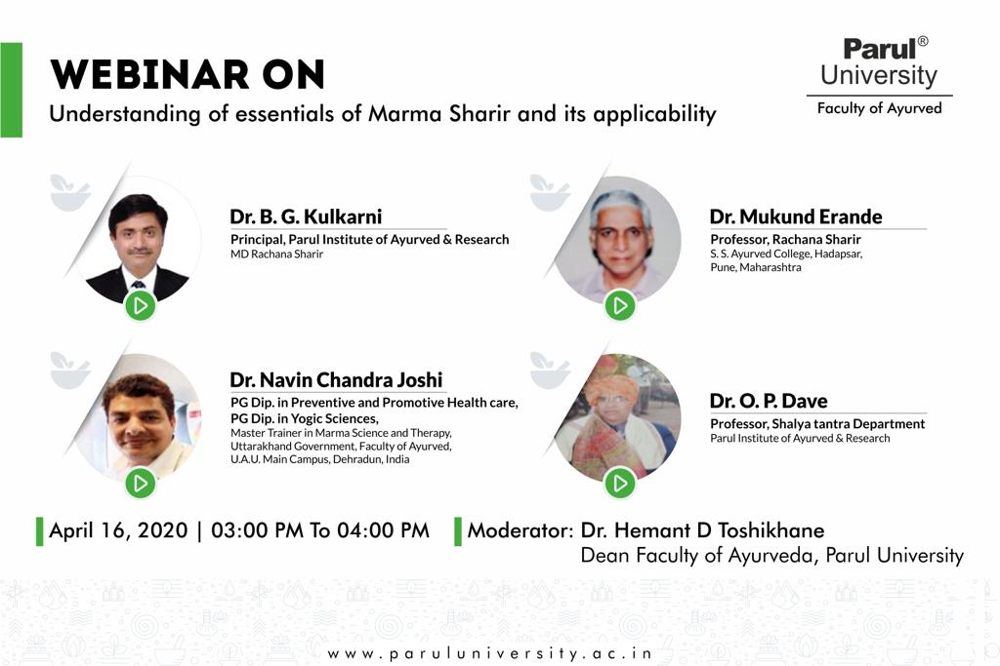 WEBINAR ON
Understanding of essentials of Marma Sharir and its applicability
Parul®
University
Faculty of Ayurved
Dr. B. G. Kulkarni
Principal, Parul Institute of Ayurved & Research
MD Rachana Sharir
Dr. Mukund Erande
Professor, Rachana Sharir
S. S. Ayurved College, Hadapsar,
Pune, Maharashtra
Dr. Navin Chandra Joshi
PG Dip. in Preventive and Promotive Health care,
PG Dip. in Yogic Sciences,
Master Trainer in Marma Science and Therapy,
Uttarakhand Government, Faculty of Ayurved,
U.A.U. Main Campus, Dehradun, India
Dr. O. P. Dave
Professor, Shalya tantra Department
Parul Institute of Ayurved & Research
April 16, 2020 | 03:00 PM To 04:00 PM
Moderator: Dr. Hemant D Toshikhane
Dean Faculty of Ayurveda, Parul University
www.paruluniversity.ac.in